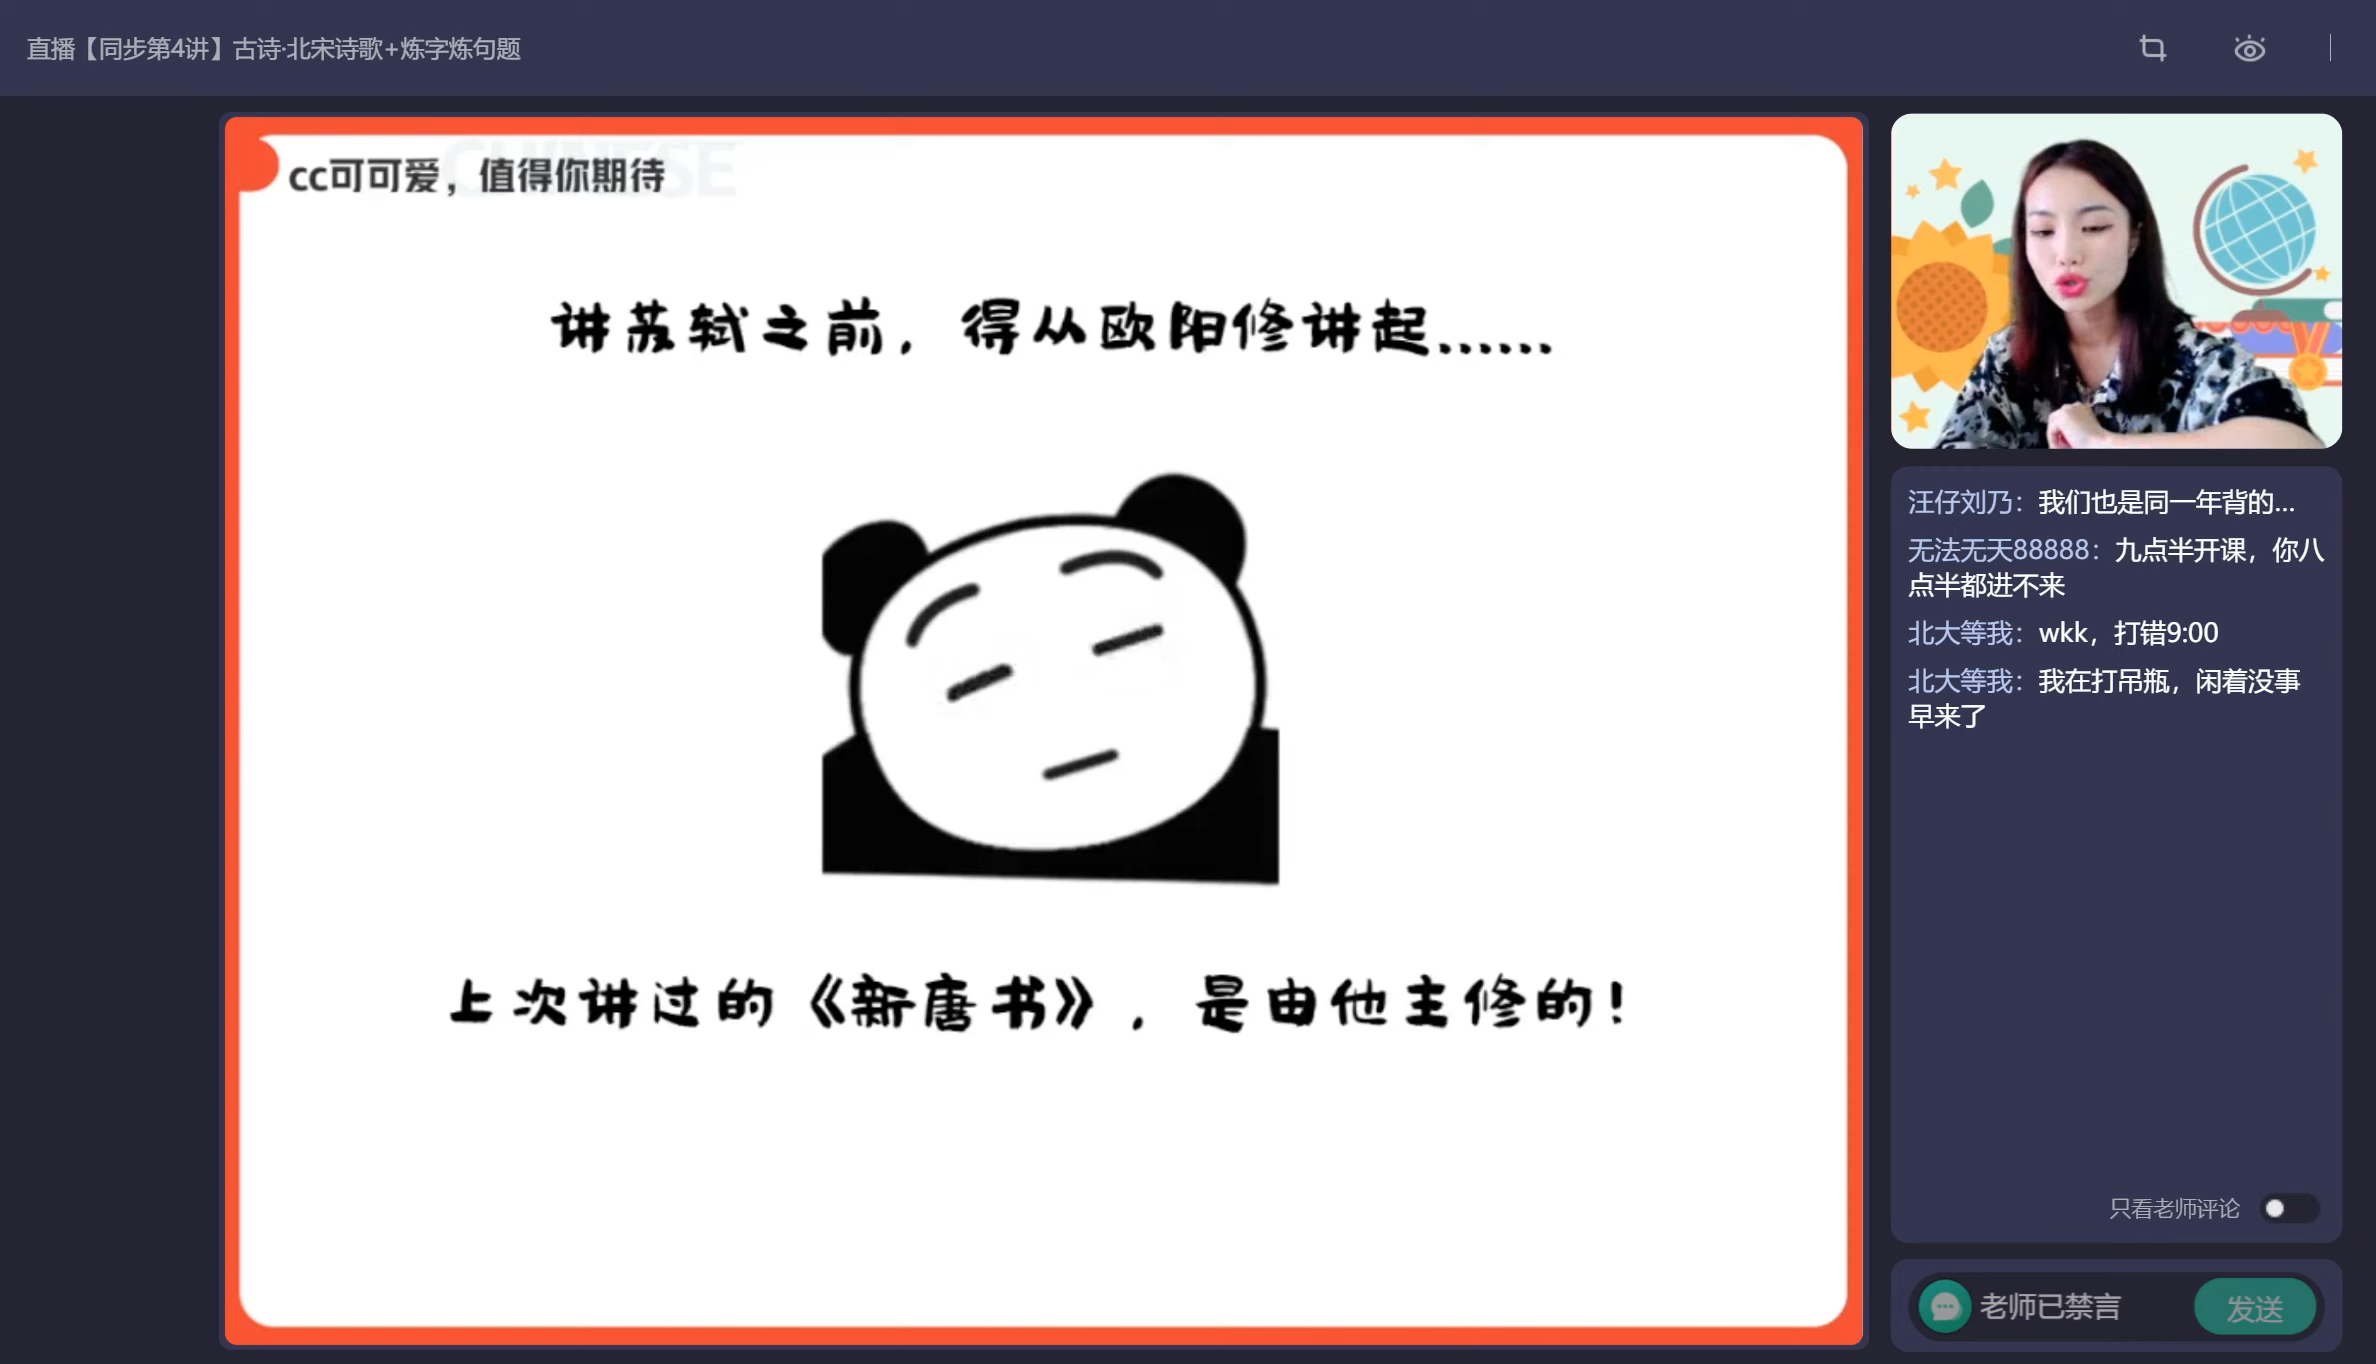 直播【同步第4讲】古诗·北宋诗歌+炼字炼句题
CHINESE
cc可可爱，值得你期待
讲苏轼之前，得从欧阳修讲起......
上次讲过的《新唐书》，是由他主修的！
汪仔刘乃：我们也是同一年背的...
无法无天88888：九点半开课，你八
点半都进不来
北大等我：wkk，打错9:00
北大等我：我在打吊瓶，闲着没事
早来了
只看老师评论
老师已禁言
发送